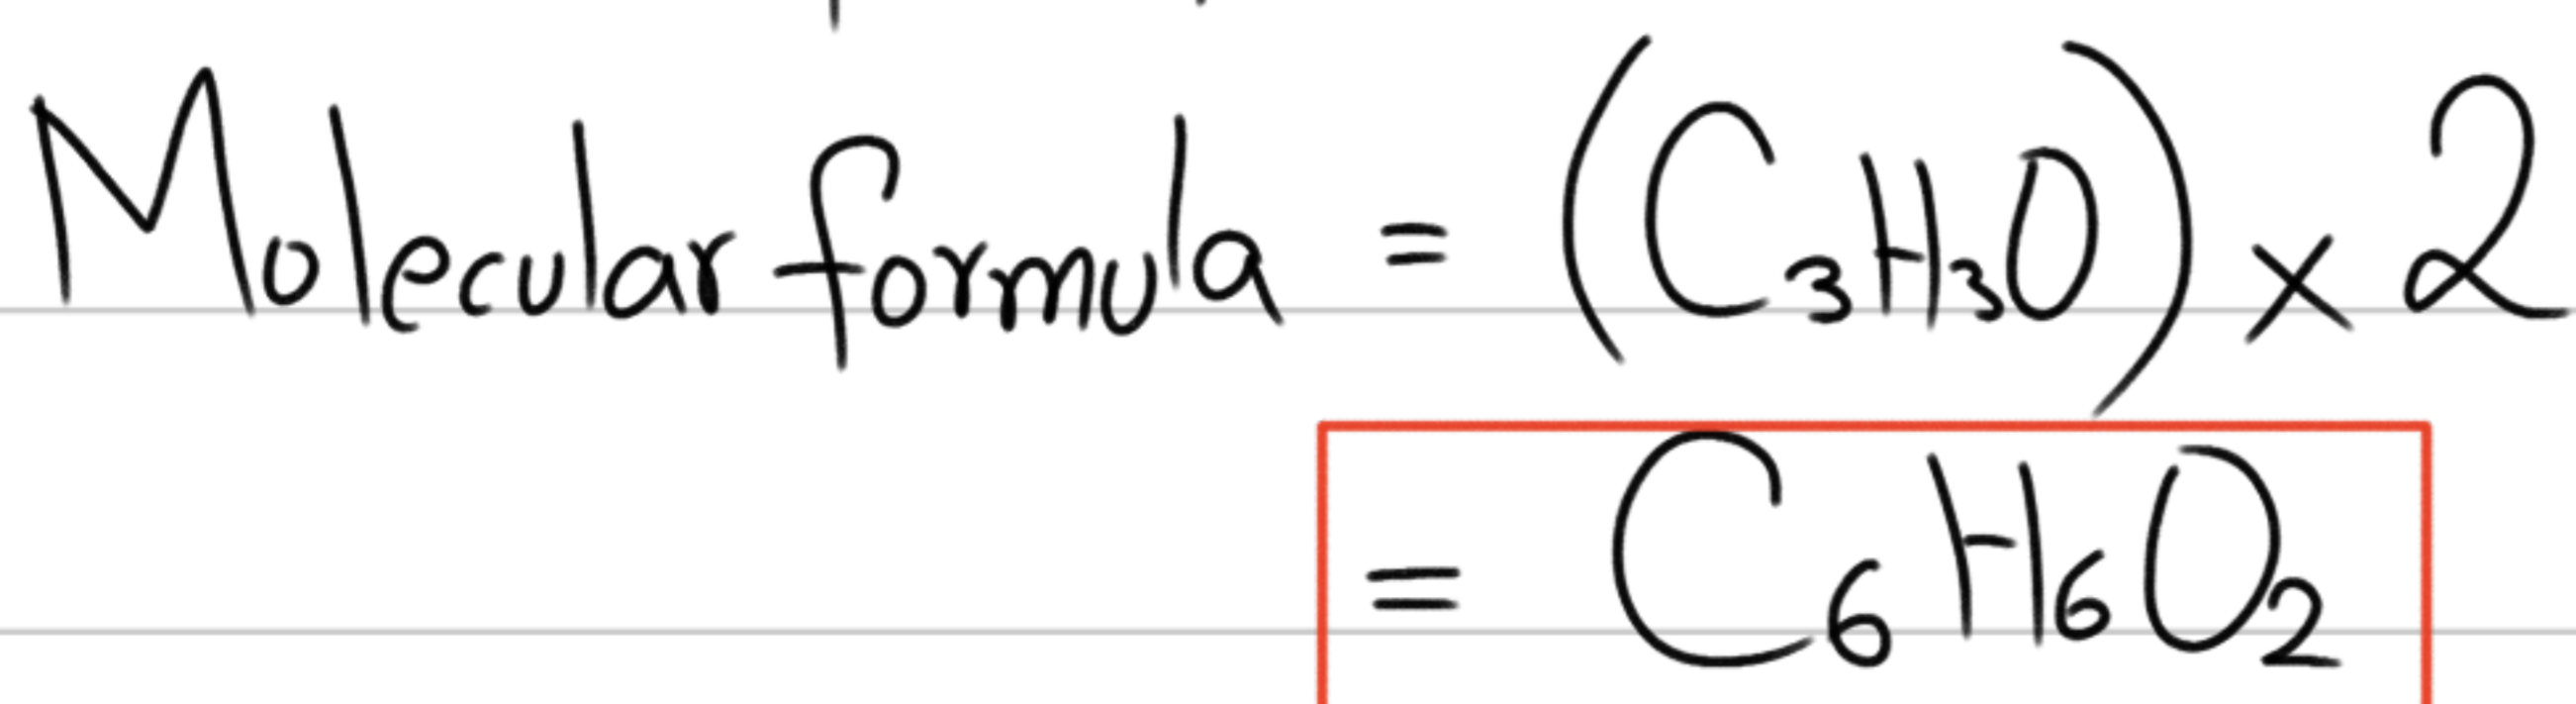 Molecular formula = (C₃H₃O) × 2
= C₆H₆O₂